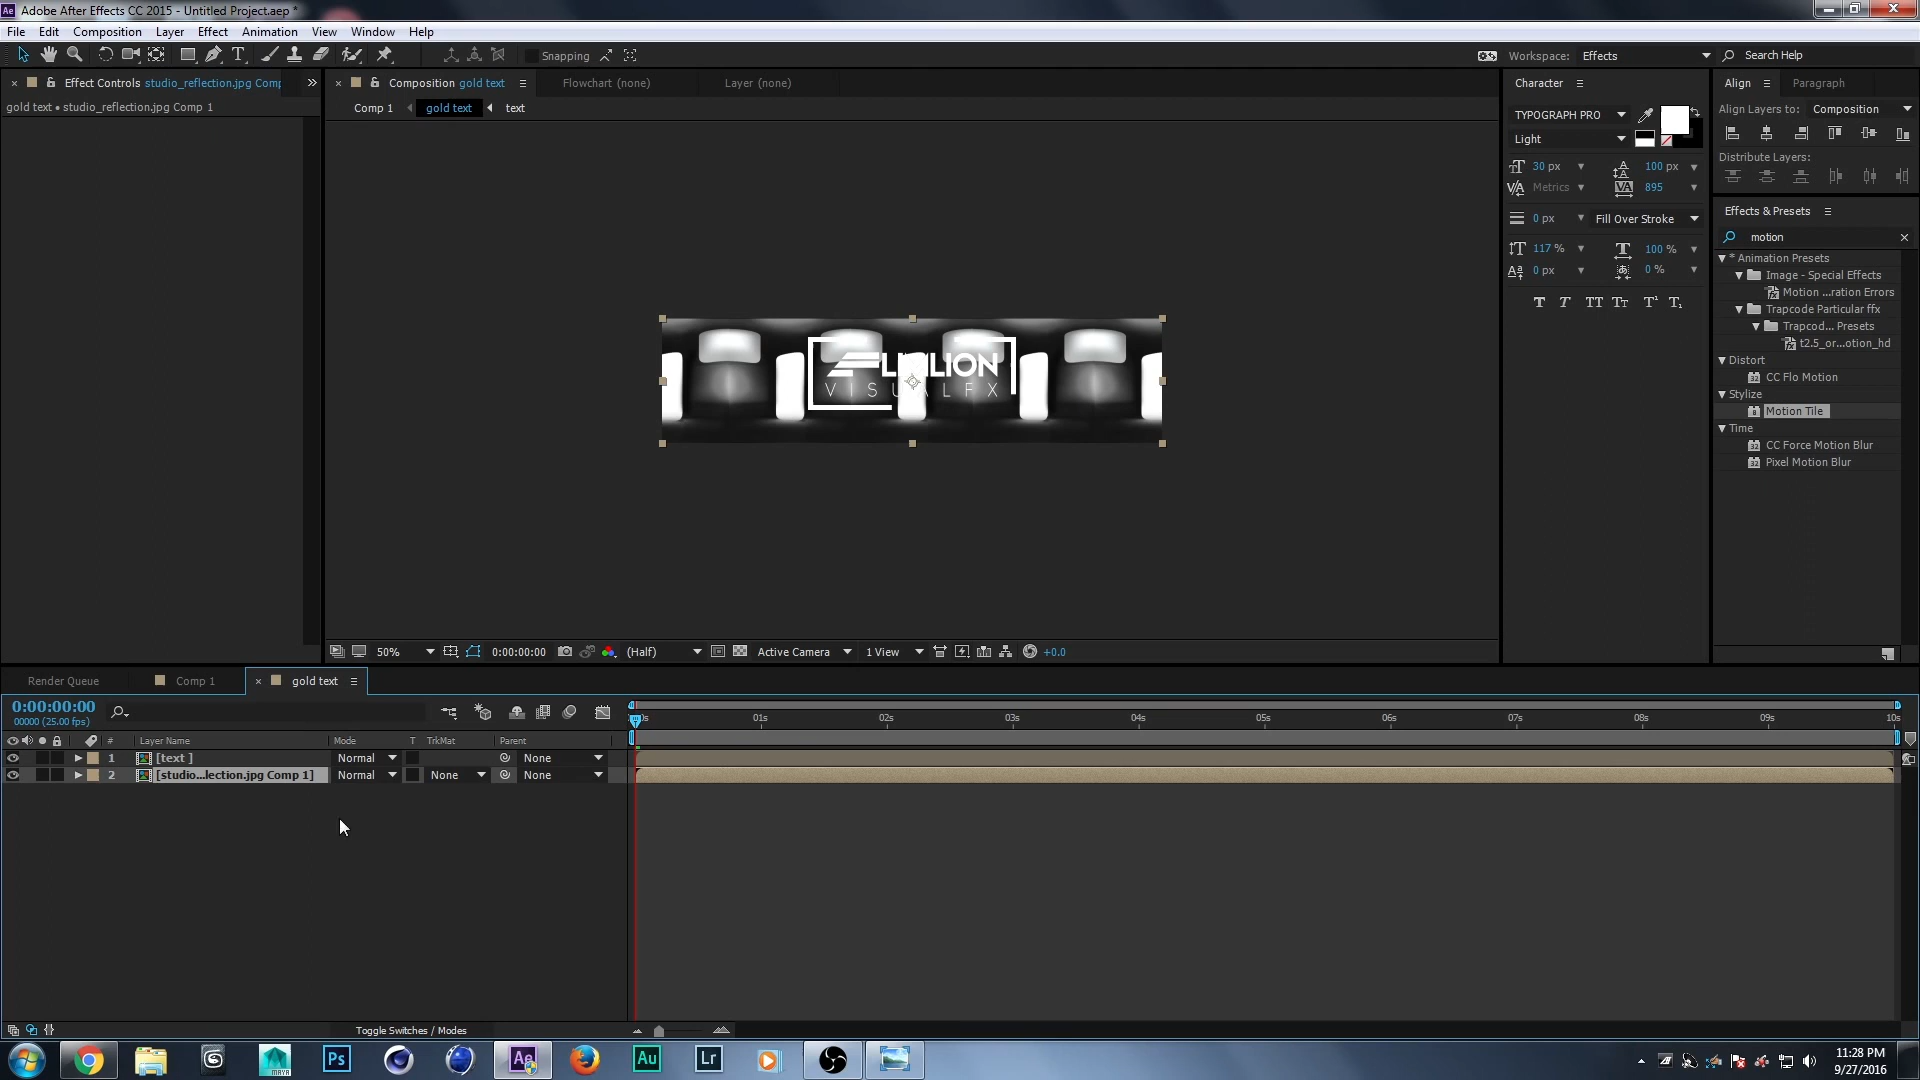 Adobe After Effects CC 2015 - Untitled Project.aep *
File Edit Composition Layer Effect Animation View Window Help
Snapping
Workspace: Effects
Search Help
Effect Controls studio_reflection.jpg Comp
Composition gold text
Flowchart (none)
Layer (none)
gold text • studio_reflection.jpg Comp 1
Comp 1 gold text text
Character
TYPOGRAPH PRO
Light
30 px
100 px
Metrics
895
0 px
Fill Over Stroke
117 %
100 %
0 px
0 %
Align
Paragraph
Align Layers to: Composition
Distribute Layers:
Effects & Presets
motion
* Animation Presets
Image - Special Effects
Motion ...ration Errors
Trapcode Particular ffx
Trapcod... Presets
t2.5_or...otion_hd
Distort
CC Flo Motion
Stylize
Motion Tile
Time
CC Force Motion Blur
Pixel Motion Blur
VISUALFX
50%
0:00:00:00
(Half)
Active Camera
1 View
+0.0
Render Queue
Comp 1
gold text
0:00:00:00
00000 (25.00 fps)
# Layer Name Mode T TrkMat Parent
1 [text ] Normal None
2 [studio...lection.jpg Comp 1] Normal None None
01s 02s 03s 04s 05s 06s 07s 08s 09s 10s
Toggle Switches / Modes
Ps
Ae
Au
Lr
MAYA
11:28 PM
9/27/2016